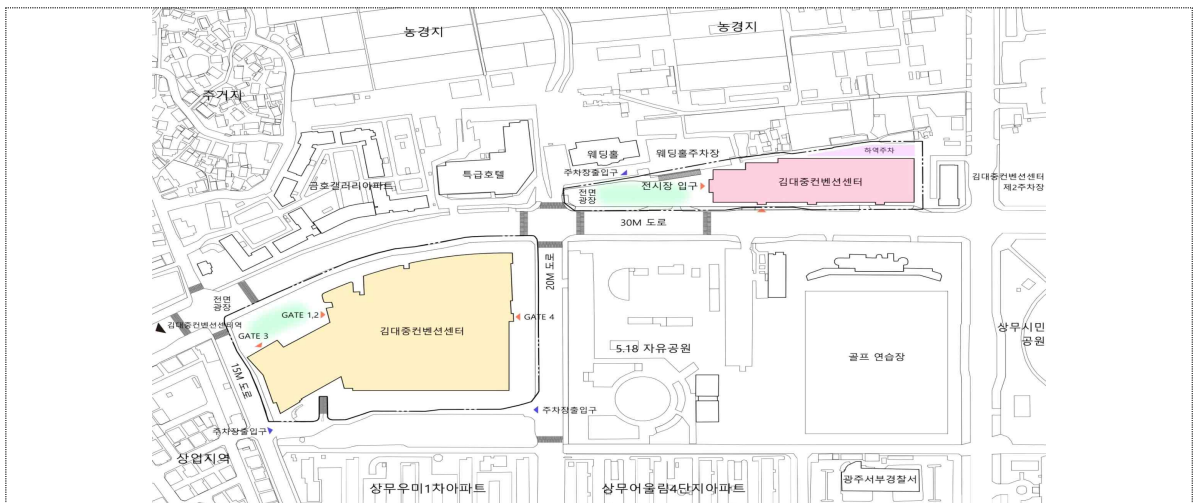 농경지
농경지
주거지
하역주차
웨딩홀
웨딩홀주차장
주차장출입구
특급호텔
전시장 입구
김대중컨벤션센터
김대중컨벤션센터
제2주차장
금호갤러리아파트
전면
광장
30M 도로
20M 도로
전면
광장
GATE 1,2
GATE 4
김대중컨벤션센터역
GATE 3
김대중컨벤션센터
5.18 자유공원
골프 연습장
상무시민
공원
15M 도로
주차장출입구
주차장출입구
상업지역
상무우미1차아파트
상무어울림4단지아파트
광주서부경찰서